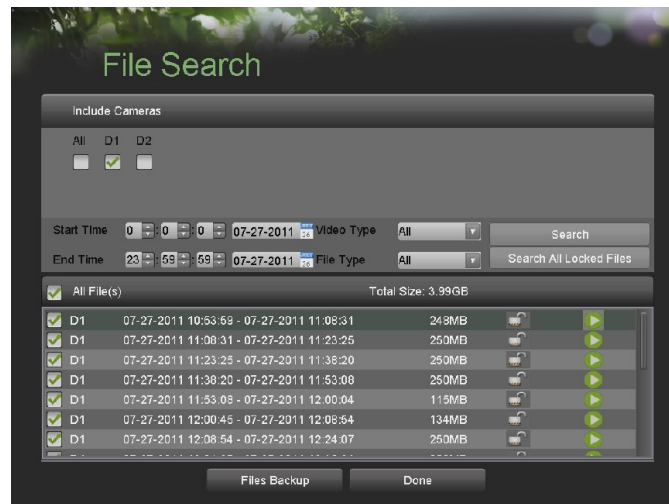 File Search
Include Cameras
All D1 D2
Start Time 0 : 0 : 0 07-27-2011 Video Type All Search
End Time 23 : 59 : 59 07-27-2011 File Type All Search All Locked Files
All File(s) Total Size: 3.99GB
D1 07-27-2011 10:53:59 - 07-27-2011 11:08:31 248MB
D1 07-27-2011 11:08:31 - 07-27-2011 11:23:25 250MB
D1 07-27-2011 11:23:25 - 07-27-2011 11:38:20 250MB
D1 07-27-2011 11:38:20 - 07-27-2011 11:53:08 250MB
D1 07-27-2011 11:53:08 - 07-27-2011 12:00:04 115MB
D1 07-27-2011 12:00:45 - 07-27-2011 12:08:54 134MB
D1 07-27-2011 12:08:54 - 07-27-2011 12:24:07 250MB
Files Backup Done